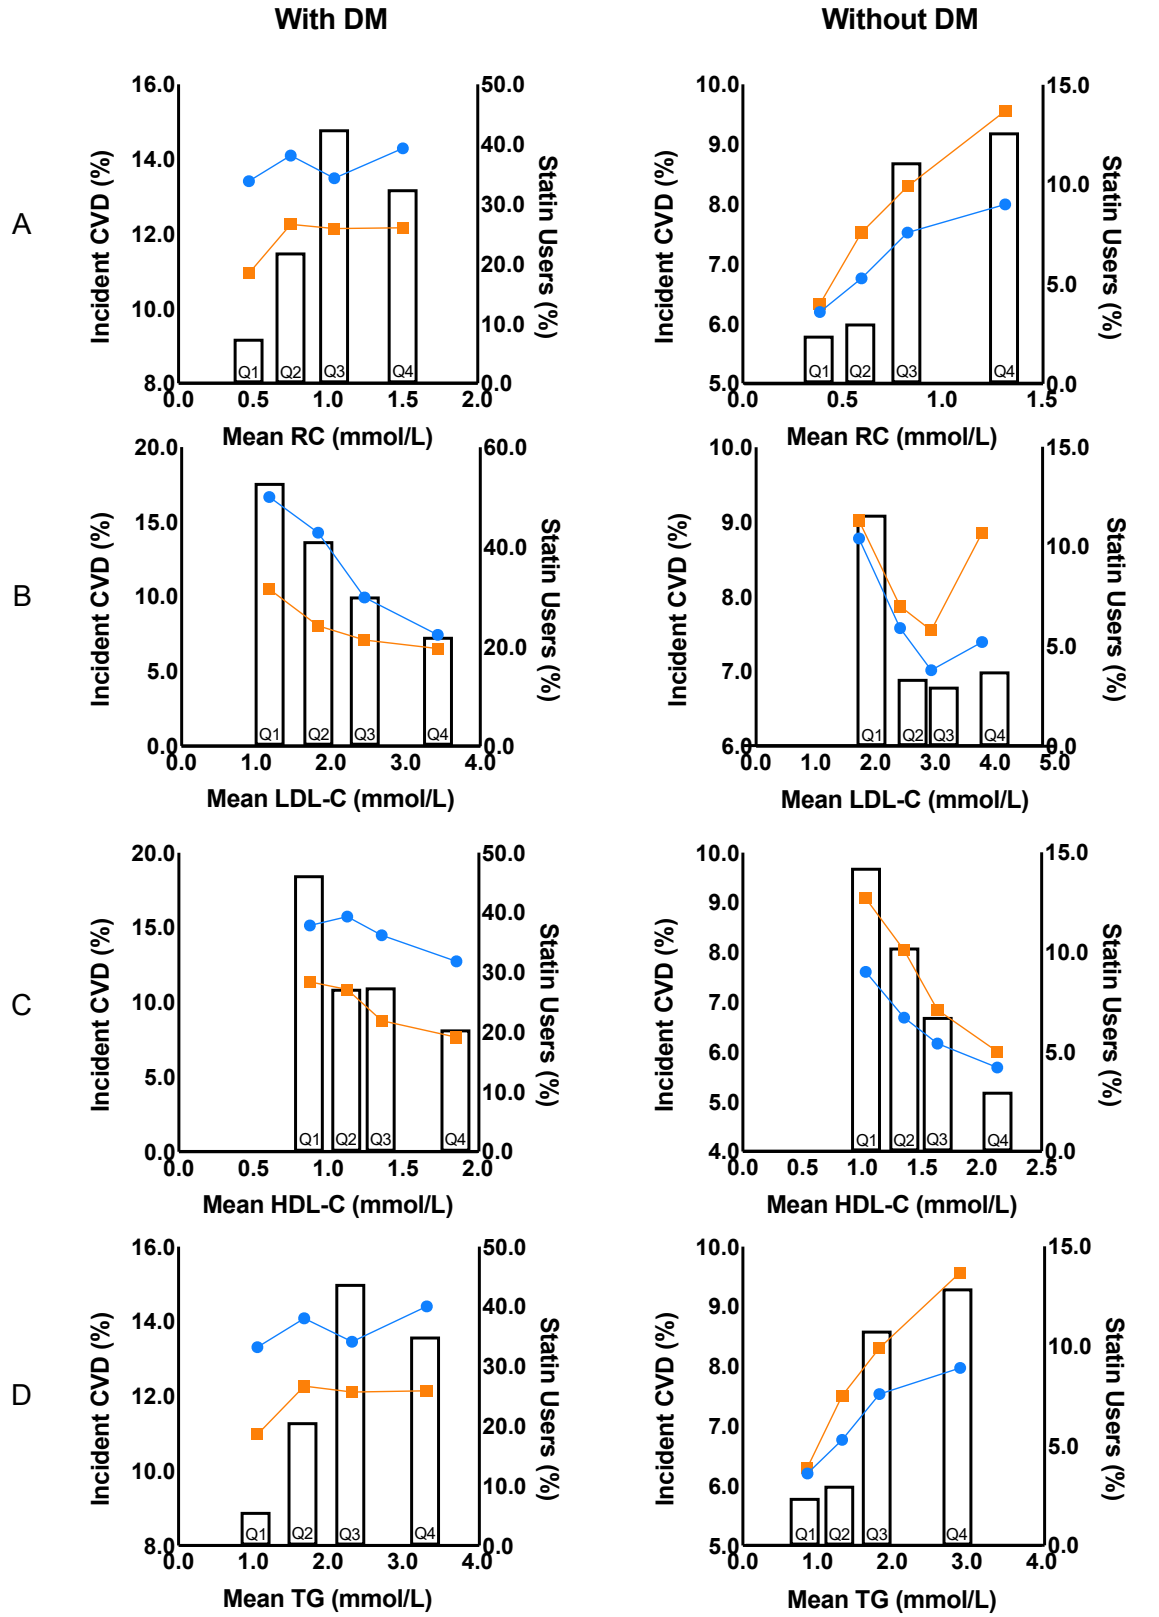 With DM
Without DM
A
Incident CVD (%)
16.0
14.0
12.0
10.0
8.0
50.0
40.0
30.0
20.0
10.0
0.0
Statin Users (%)
Q1 Q2 Q3 Q4
0.0 0.5 1.0 1.5 2.0
Mean RC (mmol/L)
Incident CVD (%)
10.0
9.0
8.0
7.0
6.0
5.0
15.0
10.0
5.0
0.0
Statin Users (%)
Q1 Q2 Q3 Q4
0.0 0.5 1.0 1.5
Mean RC (mmol/L)
B
Incident CVD (%)
20.0
15.0
10.0
5.0
0.0
60.0
40.0
20.0
0.0
Statin Users (%)
Q1 Q2 Q3 Q4
0.0 1.0 2.0 3.0 4.0
Mean LDL-C (mmol/L)
Incident CVD (%)
10.0
9.0
8.0
7.0
6.0
15.0
10.0
5.0
0.0
Statin Users (%)
Q1 Q2 Q3 Q4
0.0 1.0 2.0 3.0 4.0 5.0
Mean LDL-C (mmol/L)
C
Incident CVD (%)
20.0
15.0
10.0
5.0
0.0
50.0
40.0
30.0
20.0
10.0
0.0
Statin Users (%)
Q1 Q2 Q3 Q4
0.0 0.5 1.0 1.5 2.0
Mean HDL-C (mmol/L)
Incident CVD (%)
10.0
9.0
8.0
7.0
6.0
5.0
4.0
15.0
10.0
5.0
0.0
Statin Users (%)
Q1 Q2 Q3 Q4
0.0 0.5 1.0 1.5 2.0 2.5
Mean HDL-C (mmol/L)
D
Incident CVD (%)
16.0
14.0
12.0
10.0
8.0
50.0
40.0
30.0
20.0
10.0
0.0
Statin Users (%)
Q1 Q2 Q3 Q4
0.0 1.0 2.0 3.0 4.0
Mean TG (mmol/L)
Incident CVD (%)
10.0
9.0
8.0
7.0
6.0
5.0
15.0
10.0
5.0
0.0
Statin Users (%)
Q1 Q2 Q3 Q4
0.0 1.0 2.0 3.0 4.0
Mean TG (mmol/L)